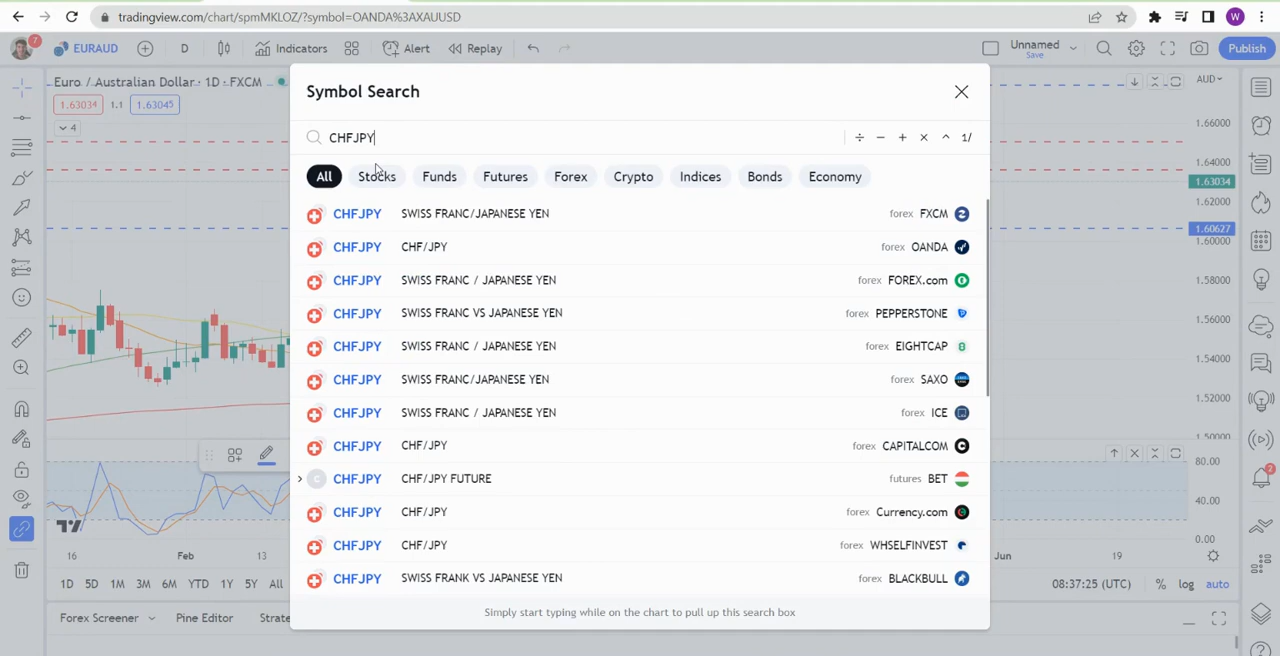 tradingview.com/chart/spmMKLOZ/?symbol=OANDA%3AXAUUSD
W
7 EURAUD D Indicators Alert Replay Unnamed Save Publish
Euro / Australian Dollar · 1D · FXCM
AUD
1.63034 1.1 1.63045
4
Symbol Search
CHFJPY
1/
All Stocks Funds Futures Forex Crypto Indices Bonds Economy
CHFJPY SWISS FRANC/JAPANESE YEN forex FXCM
CHFJPY CHF/JPY forex OANDA
CHFJPY SWISS FRANC / JAPANESE YEN forex FOREX.com
CHFJPY SWISS FRANC VS JAPANESE YEN forex PEPPERSTONE
CHFJPY SWISS FRANC / JAPANESE YEN forex EIGHTCAP
CHFJPY SWISS FRANC/JAPANESE YEN forex SAXO
CHFJPY SWISS FRANC / JAPANESE YEN forex ICE
CHFJPY CHF/JPY forex CAPITALCOM
C CHFJPY CHF/JPY FUTURE futures BET
CHFJPY CHF/JPY forex Currency.com
CHFJPY CHF/JPY forex WHSELFINVEST
CHFJPY SWISS FRANK VS JAPANESE YEN forex BLACKBULL
Simply start typing while on the chart to pull up this search box
1.66000
1.64000
1.63034
1.62000
1.60627
1.60000
1.58000
1.56000
1.54000
1.52000
1.50000
80.00
40.00
0.00
2
16 Feb 13 Jun 19
1D 5D 1M 3M 6M YTD 1Y 5Y All 08:37:25 (UTC) % log auto
Forex Screener Pine Editor Strate